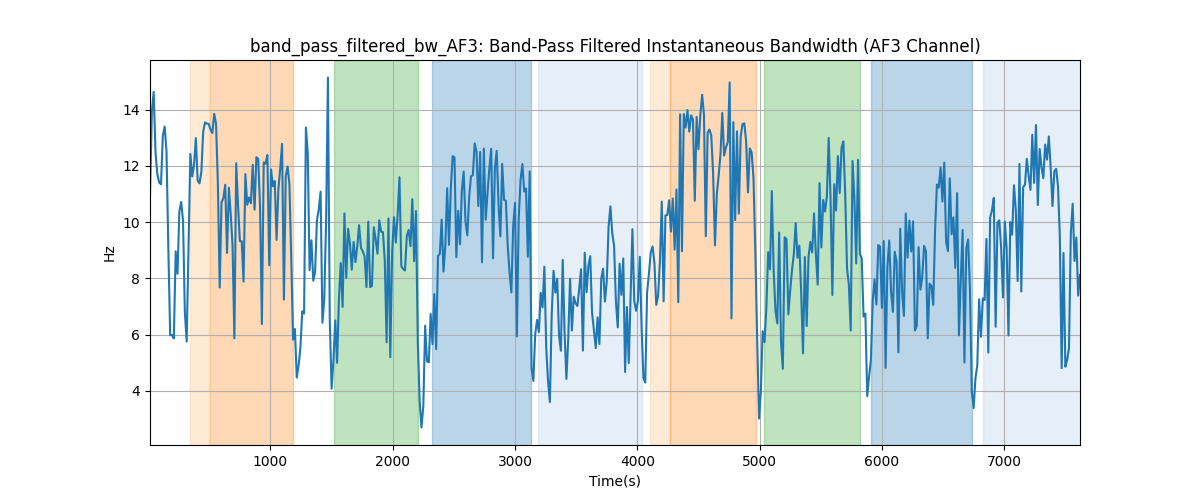 band_pass_filtered_bw_AF3: Band-Pass Filtered Instantaneous Bandwidth (AF3 Channel)
14
12
10
8
6
4
Hz
1000 2000 3000 4000 5000 6000 7000
Time(s)